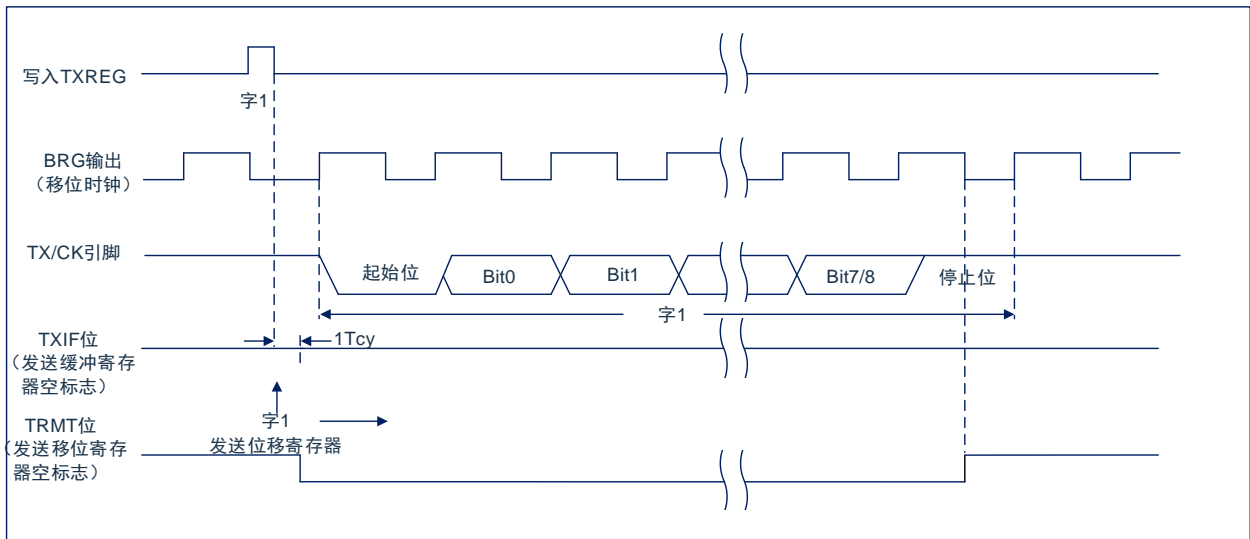 写入TXREG
字1
BRG输出
（移位时钟）
TX/CK引脚
起始位
Bit0
Bit1
Bit7/8
停止位
字1
TXIF位
（发送缓冲寄存
器空标志）
1Tcy
字1
发送位移寄存器
TRMT位
（发送移位寄存
器空标志）